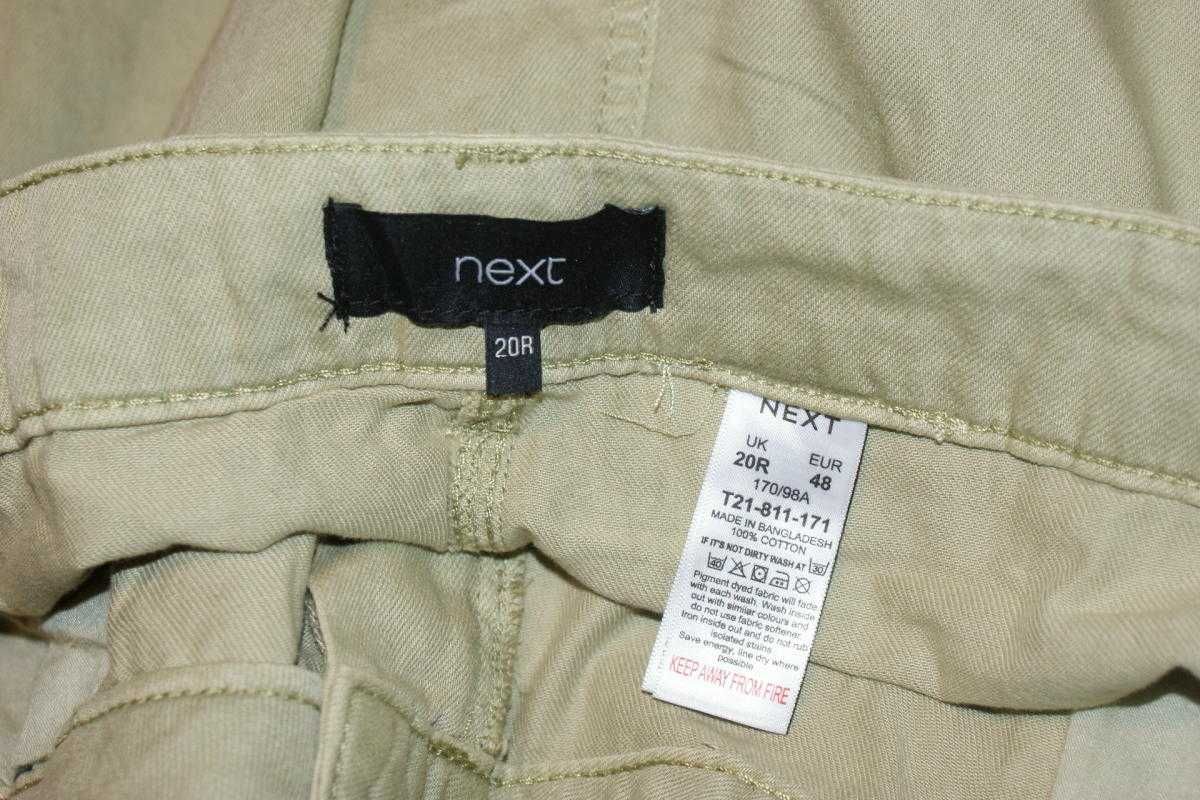 next
20R
NEXT
UK EUR
20R 48
170/98A
T21-811-171
MADE IN BANGLADESH
100% COTTON
IF IT'S NOT DIRTY WASH AT 30
40
Pigment dyed fabric will fade
with each wash. Wash inside
out with similar colours and
do not use fabric softener.
Iron inside out and do not rub
isolated stains
Save energy, line dry where
possible
KEEP AWAY FROM FIRE